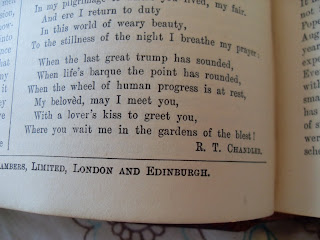 In my pilgrimage lived, my fair.
And ere I return to duty
In this world of weary beauty,
To the stillness of the night I breathe my prayer:
When the last great trump has sounded,
When life's barque the point has rounded,
When the wheel of human progress is at rest,
My belovèd, may I meet you,
With a lover's kiss to greet you,
Where you wait me in the gardens of the blest!
R. T. Chandler.
AMBERS, Limited, LONDON AND EDINBURGH.